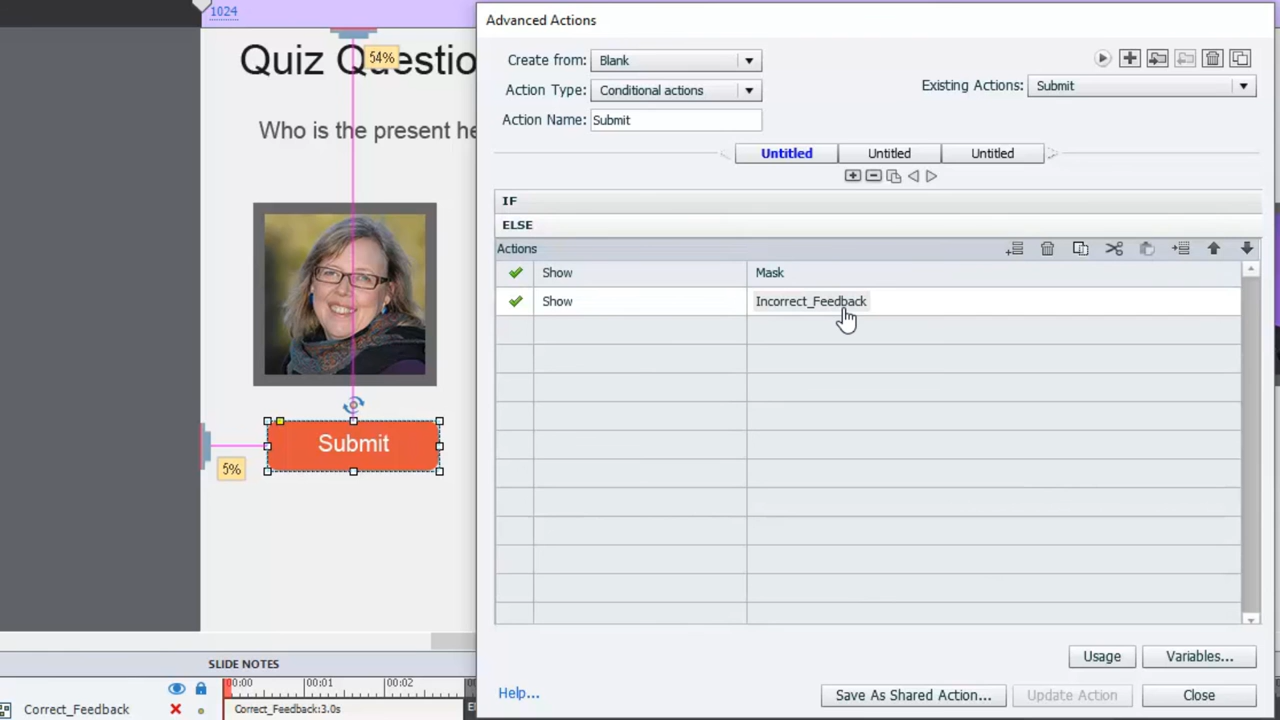 1024
54%
Quiz Questio
Who is the present he
Submit
5%
SLIDE NOTES
00:00
00:01
00:02
Correct_Feedback
Correct_Feedback:3.0s
Advanced Actions
Create from: Blank
Action Type: Conditional actions
Existing Actions: Submit
Action Name: Submit
Untitled Untitled Untitled
IF
ELSE
Actions
Show Mask
Show Incorrect_Feedback
Usage Variables...
Help... Save As Shared Action... Update Action Close